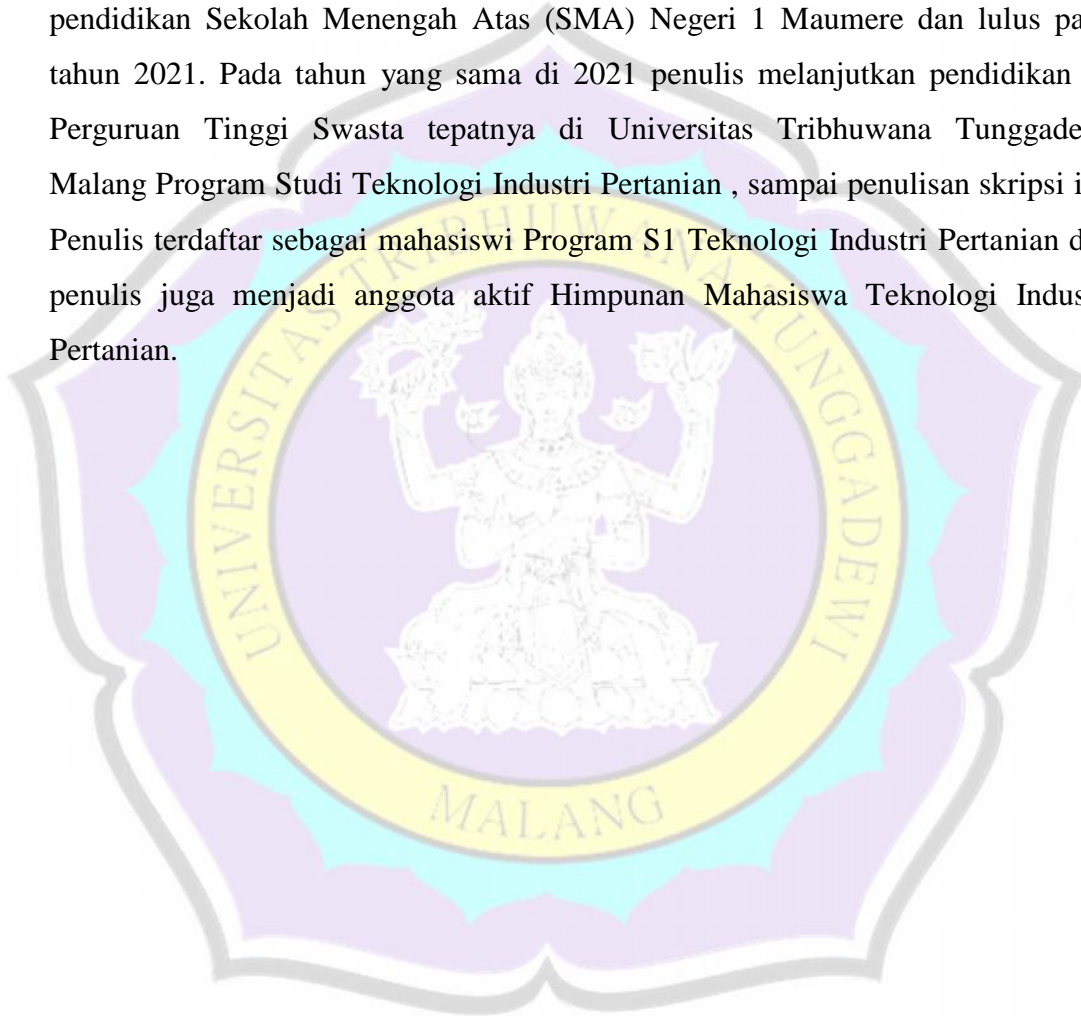 pendidikan Sekolah Menengah Atas (SMA) Negeri 1 Maumere dan lulus pa
tahun 2021. Pada tahun yang sama di 2021 penulis melanjutkan pendidikan
Perguruan Tinggi Swasta tepatnya di Universitas Tribhuwana Tunggade
Malang Program Studi Teknologi Industri Pertanian , sampai penulisan skripsi i
Penulis terdaftar sebagai mahasiswi Program S1 Teknologi Industri Pertanian d
penulis juga menjadi anggota aktif Himpunan Mahasiswa Teknologi Indus
Pertanian.
UNIVERSITAS TRIBHUWANA TUNGGADEWI
MALANG